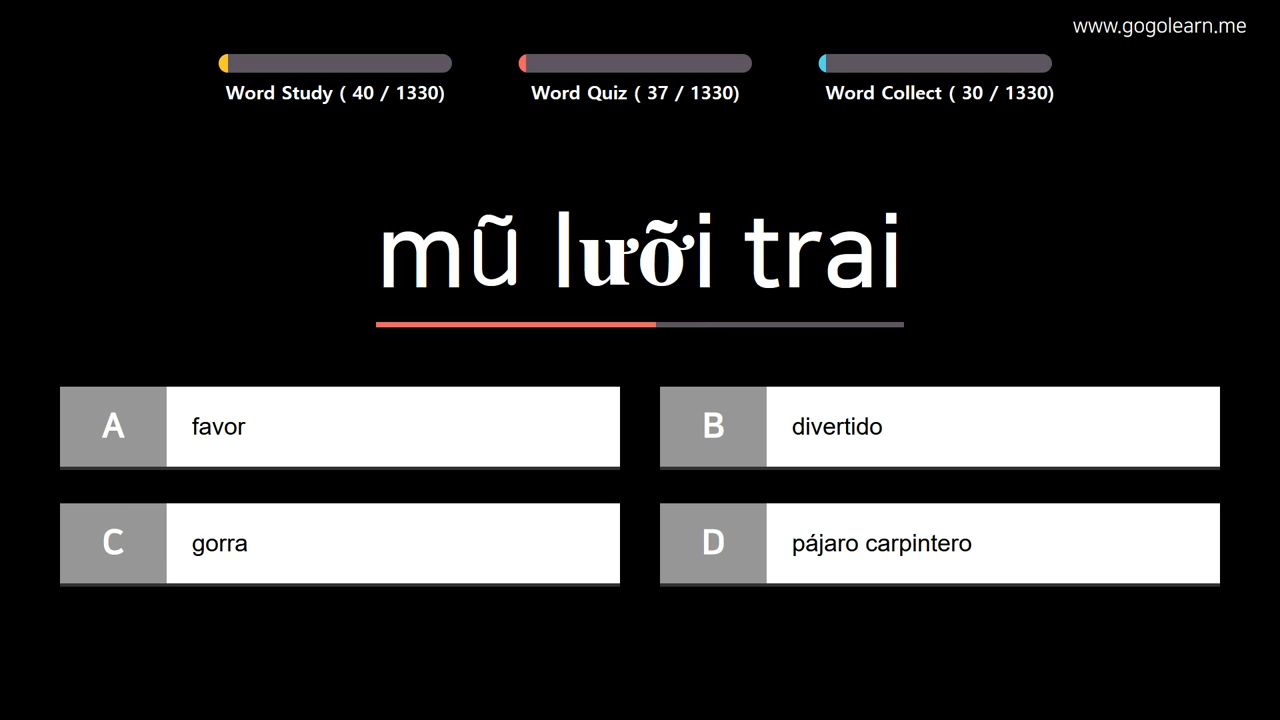 www.gogolearn.me
Word Study ( 40 / 1330)
Word Quiz ( 37 / 1330)
Word Collect ( 30 / 1330)
mũ lưỡi trai
A favor
B divertido
C gorra
D pájaro carpintero